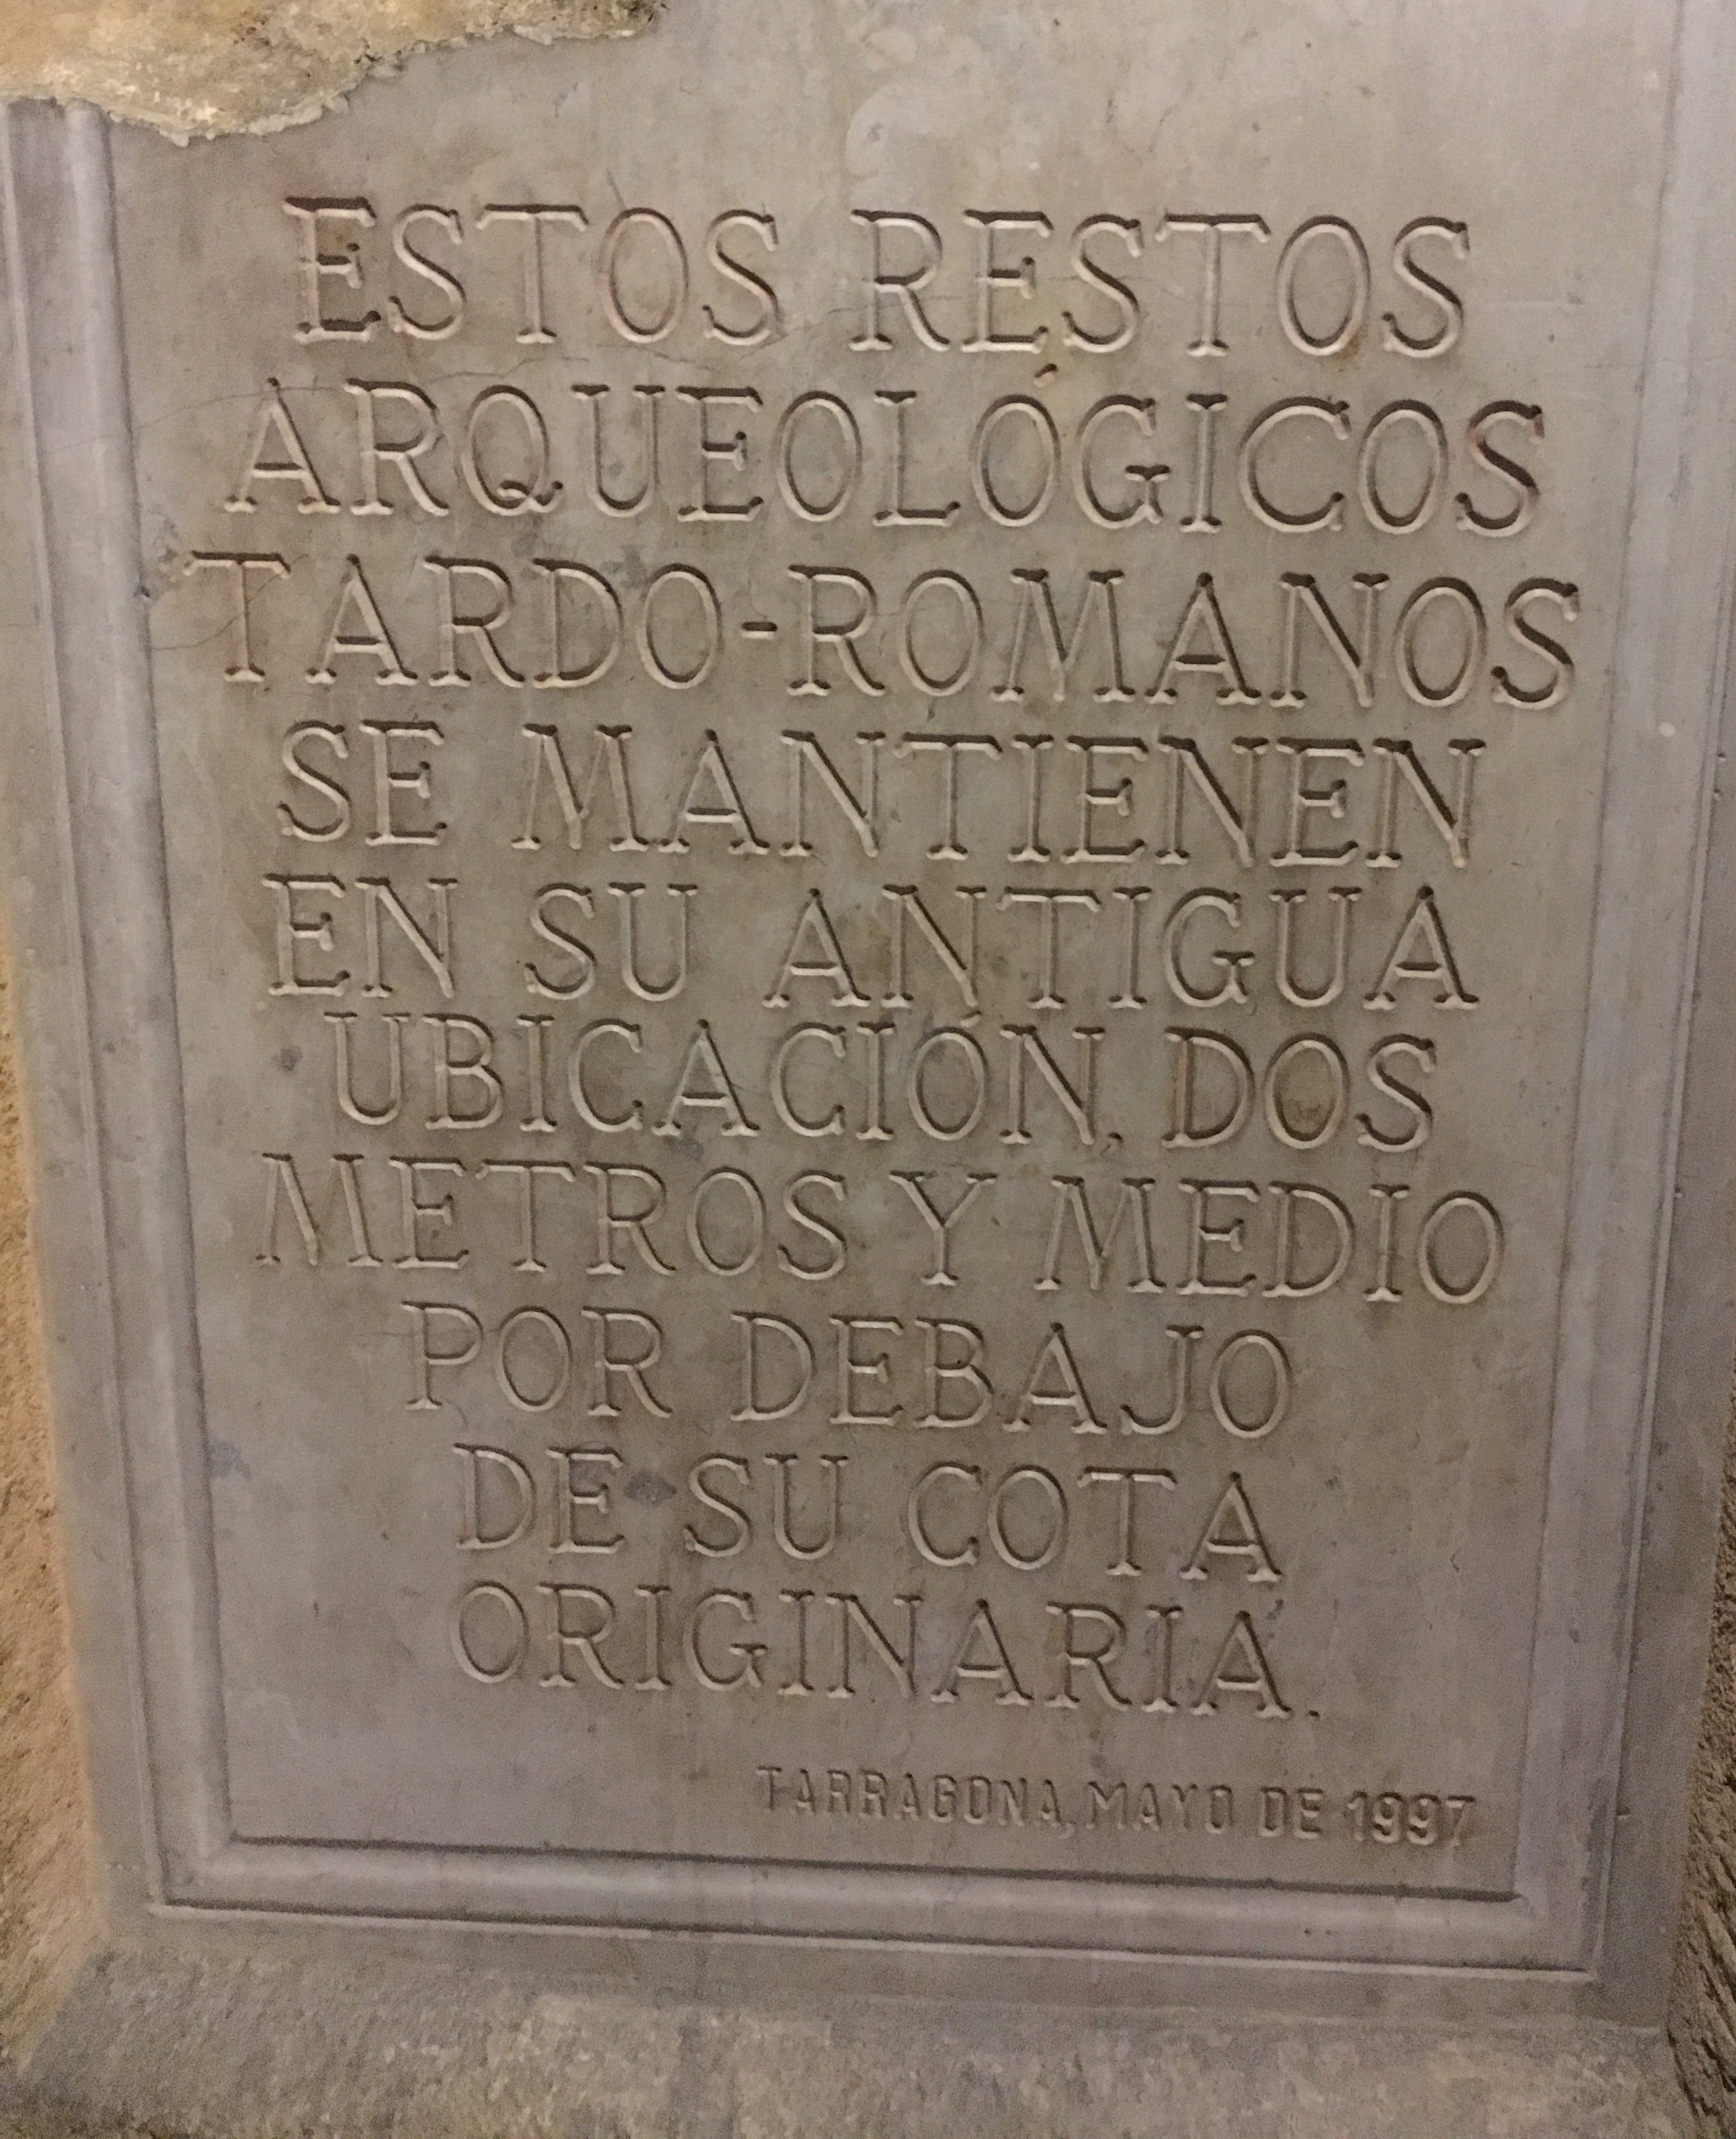 ESTOS RESTOS
ARQUEOLÓGICOS
TARDO-ROMANOS
SE MANTIENEN
EN SU ANTIGUA
UBICACIÓN, DOS
METROS Y MEDIO
POR DEBAJO
DE SU COTA
ORIGINARIA.
TARRAGONA, MAYO DE 1997